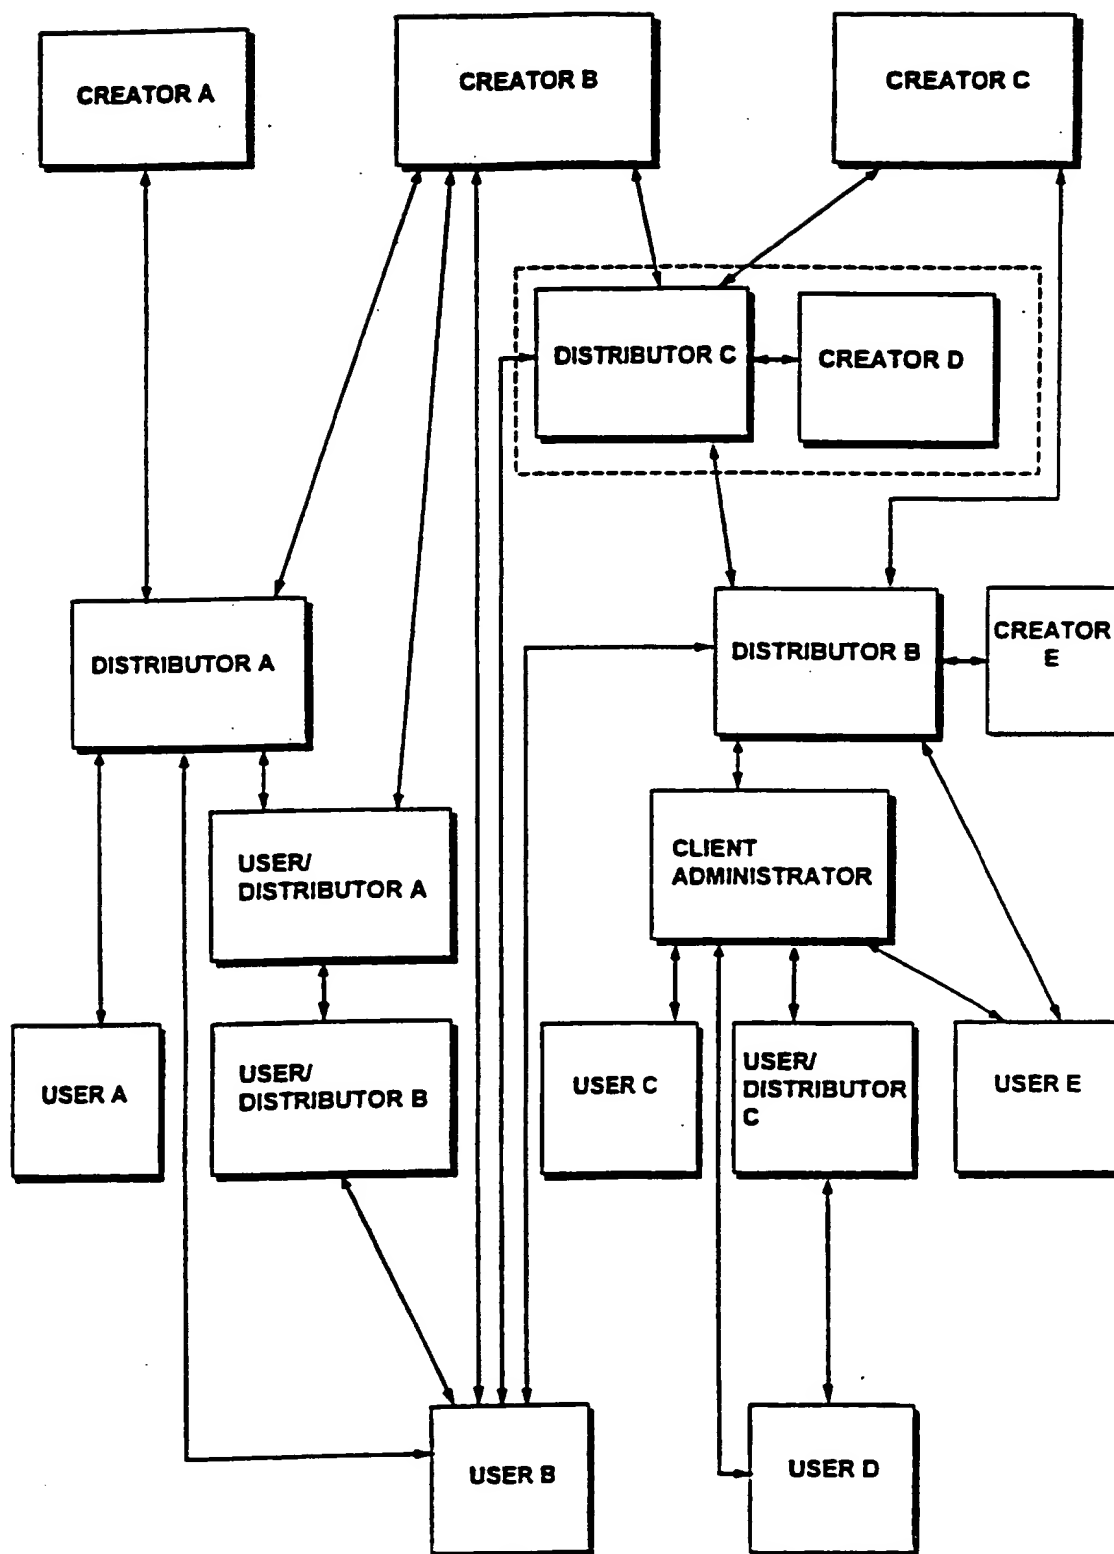 CREATOR A
CREATOR B
CREATOR C
DISTRIBUTOR C
CREATOR D
DISTRIBUTOR A
DISTRIBUTOR B
CREATOR
E
USER/
DISTRIBUTOR A
CLIENT
ADMINISTRATOR
USER A
USER/
DISTRIBUTOR B
USER C
USER/
DISTRIBUTOR
C
USER E
USER B
USER D